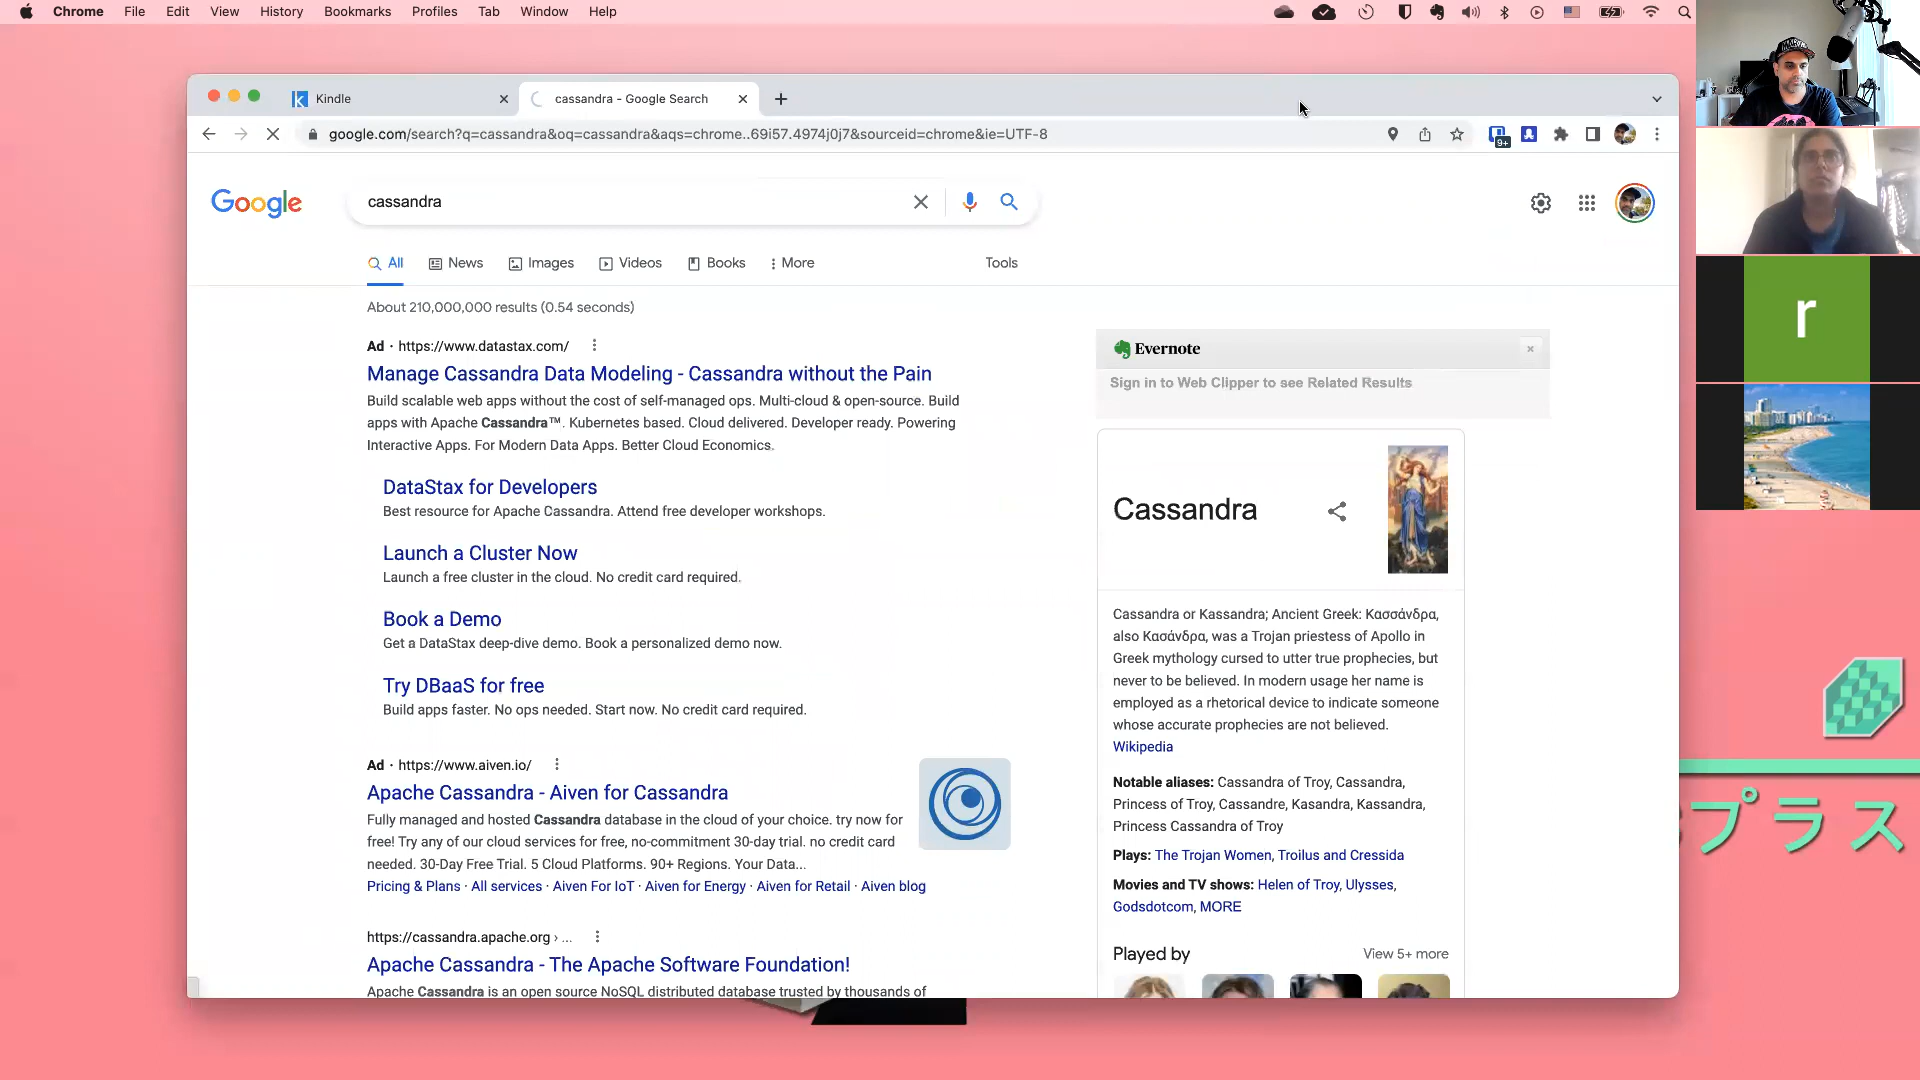 Chrome File Edit View History Bookmarks Profiles Tab Window Help
Kindle
cassandra - Google Search
google.com/search?q=cassandra&oq=cassandra&aqs=chrome..69i57.4974j0j7&sourceid=chrome&ie=UTF-8
9+
Google
cassandra
All News Images Videos Books More Tools
About 210,000,000 results (0.54 seconds)
Ad · https://www.datastax.com/
Manage Cassandra Data Modeling - Cassandra without the Pain
Build scalable web apps without the cost of self-managed ops. Multi-cloud & open-source. Build
apps with Apache Cassandra™. Kubernetes based. Cloud delivered. Developer ready. Powering
Interactive Apps. For Modern Data Apps. Better Cloud Economics.
DataStax for Developers
Best resource for Apache Cassandra. Attend free developer workshops.
Launch a Cluster Now
Launch a free cluster in the cloud. No credit card required.
Book a Demo
Get a DataStax deep-dive demo. Book a personalized demo now.
Try DBaaS for free
Build apps faster. No ops needed. Start now. No credit card required.
Ad · https://www.aiven.io/
Apache Cassandra - Aiven for Cassandra
Fully managed and hosted Cassandra database in the cloud of your choice. try now for
free! Try any of our cloud services for free, no-commitment 30-day trial. no credit card
needed. 30-Day Free Trial. 5 Cloud Platforms. 90+ Regions. Your Data...
Pricing & Plans · All services · Aiven For IoT · Aiven for Energy · Aiven for Retail · Aiven blog
https://cassandra.apache.org › ...
Apache Cassandra - The Apache Software Foundation!
Apache Cassandra is an open source NoSQL distributed database trusted by thousands of
Evernote
Sign in to Web Clipper to see Related Results
Cassandra
Cassandra or Kassandra; Ancient Greek: Κασσάνδρα,
also Κασάνδρα, was a Trojan priestess of Apollo in
Greek mythology cursed to utter true prophecies, but
never to be believed. In modern usage her name is
employed as a rhetorical device to indicate someone
whose accurate prophecies are not believed.
Wikipedia
Notable aliases: Cassandra of Troy, Cassandra,
Princess of Troy, Cassandre, Kasandra, Kassandra,
Princess Cassandra of Troy
Plays: The Trojan Women, Troilus and Cressida
Movies and TV shows: Helen of Troy, Ulysses,
Godsdotcom, MORE
Played by
View 5+ more
r
プラス